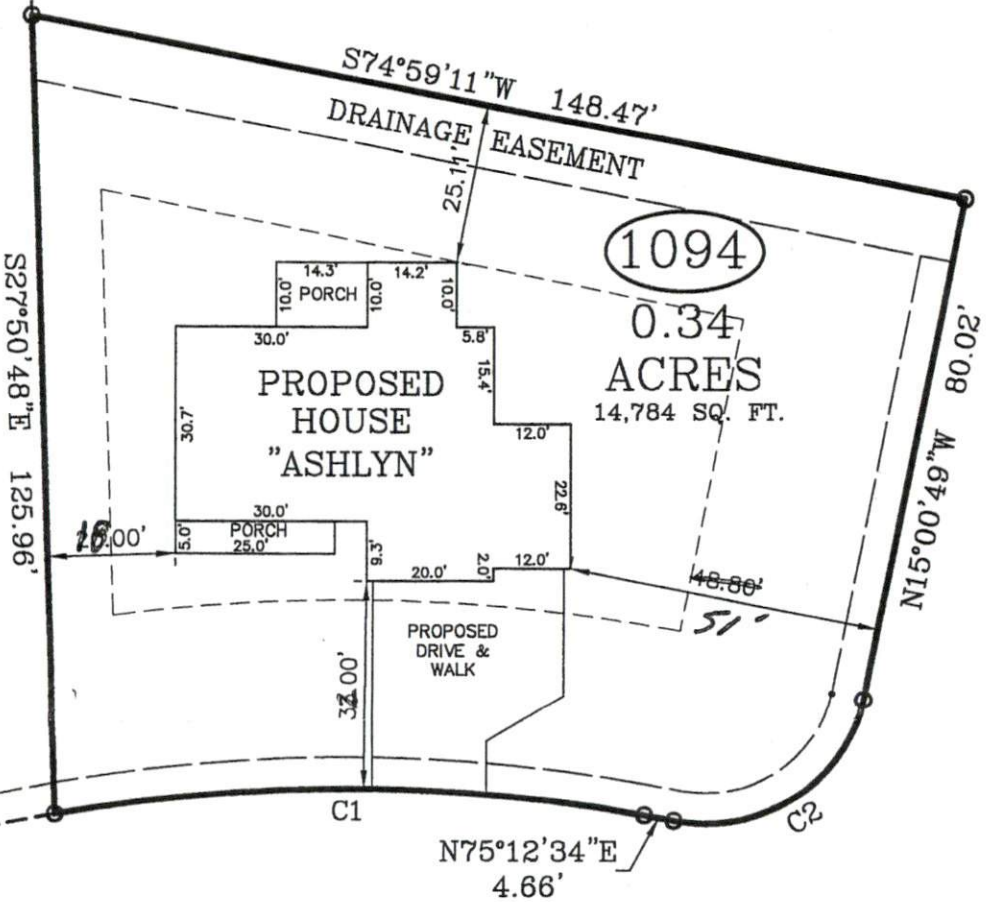 S74°59'11"W 148.47'
DRAINAGE EASEMENT
25.11'
1094
0.34
ACRES
14,784 SQ. FT.
S27°50'48"E 125.96'
N15°00'49"W 80.02'
14.3'
14.2'
10.0'
PORCH
10.0'
10.0'
30.0'
5.8'
15.4'
PROPOSED
HOUSE
"ASHLYN"
30.7'
12.0'
22.6'
30.0'
PORCH
25.0'
5.0'
9.3'
20.0'
2.0'
12.0'
48.80'
51'
PROPOSED
DRIVE &
WALK
C1
C2
N75°12'34"E
4.66'